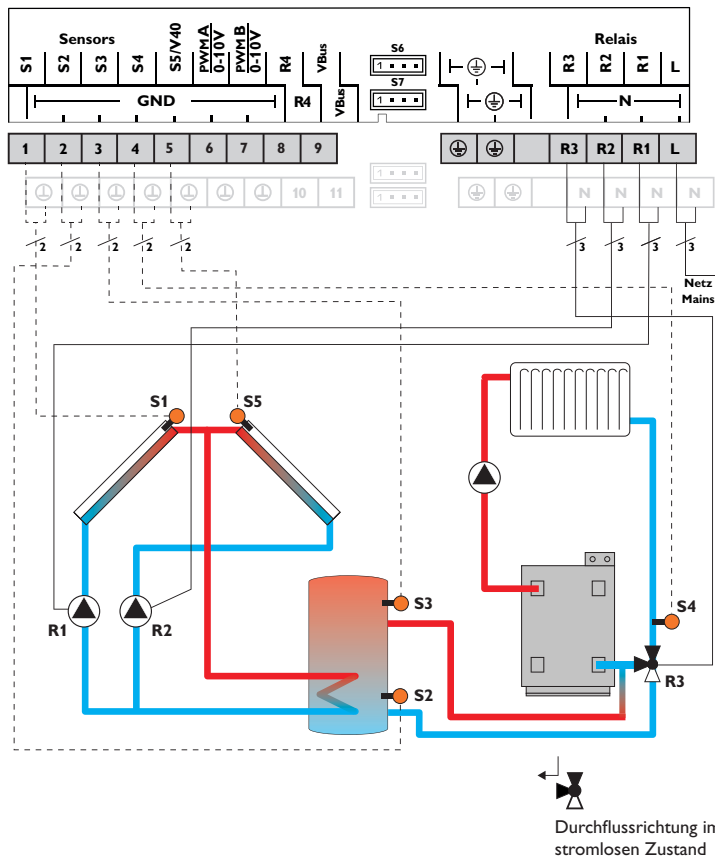 Sensors
Relais
S1 S2 S3 S4 S5/V40 PWM A 0-10V PWM B 0-10V R4 VBus
S6
S7
R3 R2 R1 L
GND
R4 VBus
N
1 2 3 4 5 6 7 8 9
R3 R2 R1 L
10 11
N N N N
2 2 2 2 2
3 3 3 3
Netz
Mains
S1 S5
S3
S4
R1 R2
S2
R3
Durchflussrichtung im
stromlosen Zustand